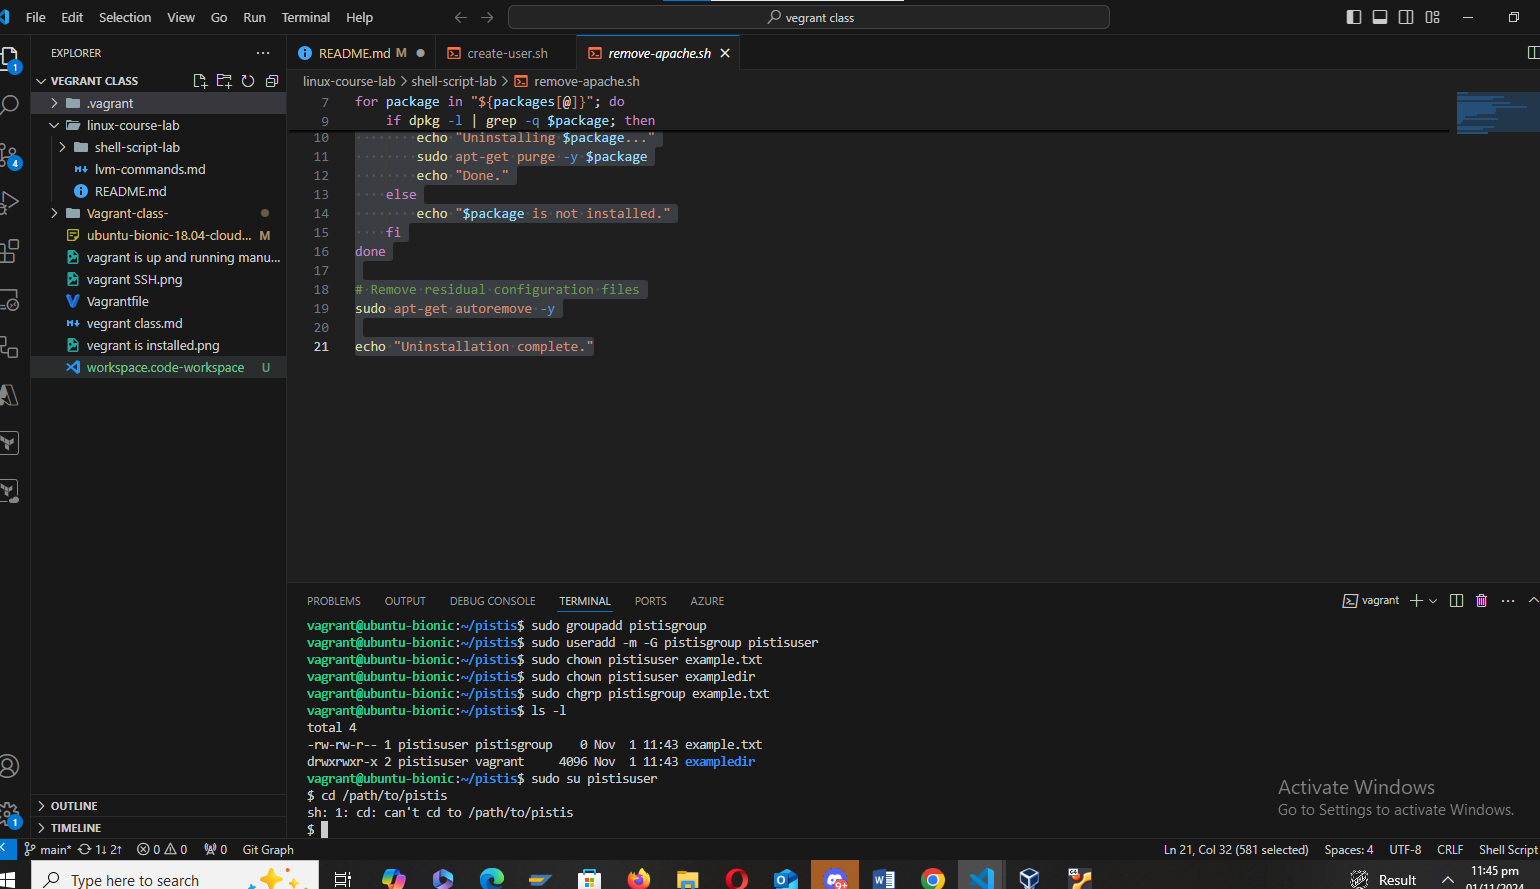 File Edit Selection View Go Run Terminal Help
vegrant class
EXPLORER
README.md M
create-user.sh
remove-apache.sh
VEGRANT CLASS
.vagrant
linux-course-lab
shell-script-lab
lvm-commands.md
README.md
Vagrant-class-
ubuntu-bionic-18.04-cloud... M
vagrant is up and running manu...
vagrant SSH.png
Vagrantfile
vegrant class.md
vegrant is installed.png
workspace.code-workspace U
OUTLINE
TIMELINE
1
4
1
linux-course-lab > shell-script-lab > remove-apache.sh
7 for package in "${packages[@]}"; do
9 if dpkg -l | grep -q $package; then
10 echo "Uninstalling $package..."
11 sudo apt-get purge -y $package
12 echo "Done."
13 else
14 echo "$package is not installed."
15 fi
16 done
17
18 # Remove residual configuration files
19 sudo apt-get autoremove -y
20
21 echo "Uninstallation complete."
PROBLEMS OUTPUT DEBUG CONSOLE TERMINAL PORTS AZURE
vagrant
vagrant@ubuntu-bionic:~/pistis$ sudo groupadd pistisgroup
vagrant@ubuntu-bionic:~/pistis$ sudo useradd -m -G pistisgroup pistisuser
vagrant@ubuntu-bionic:~/pistis$ sudo chown pistisuser example.txt
vagrant@ubuntu-bionic:~/pistis$ sudo chown pistisuser exampledir
vagrant@ubuntu-bionic:~/pistis$ sudo chgrp pistisgroup example.txt
vagrant@ubuntu-bionic:~/pistis$ ls -l
total 4
-rw-rw-r-- 1 pistisuser pistisgroup 0 Nov 1 11:43 example.txt
drwxrwxr-x 2 pistisuser vagrant 4096 Nov 1 11:43 exampledir
vagrant@ubuntu-bionic:~/pistis$ sudo su pistisuser
$ cd /path/to/pistis
sh: 1: cd: can't cd to /path/to/pistis
$
Activate Windows
Go to Settings to activate Windows.
main* 1↓ 2↑ 0 0 0 Git Graph
Ln 21, Col 32 (581 selected) Spaces: 4 UTF-8 CRLF Shell Script
Type here to search
9+
W
Result
11:45 pm
01/11/2024